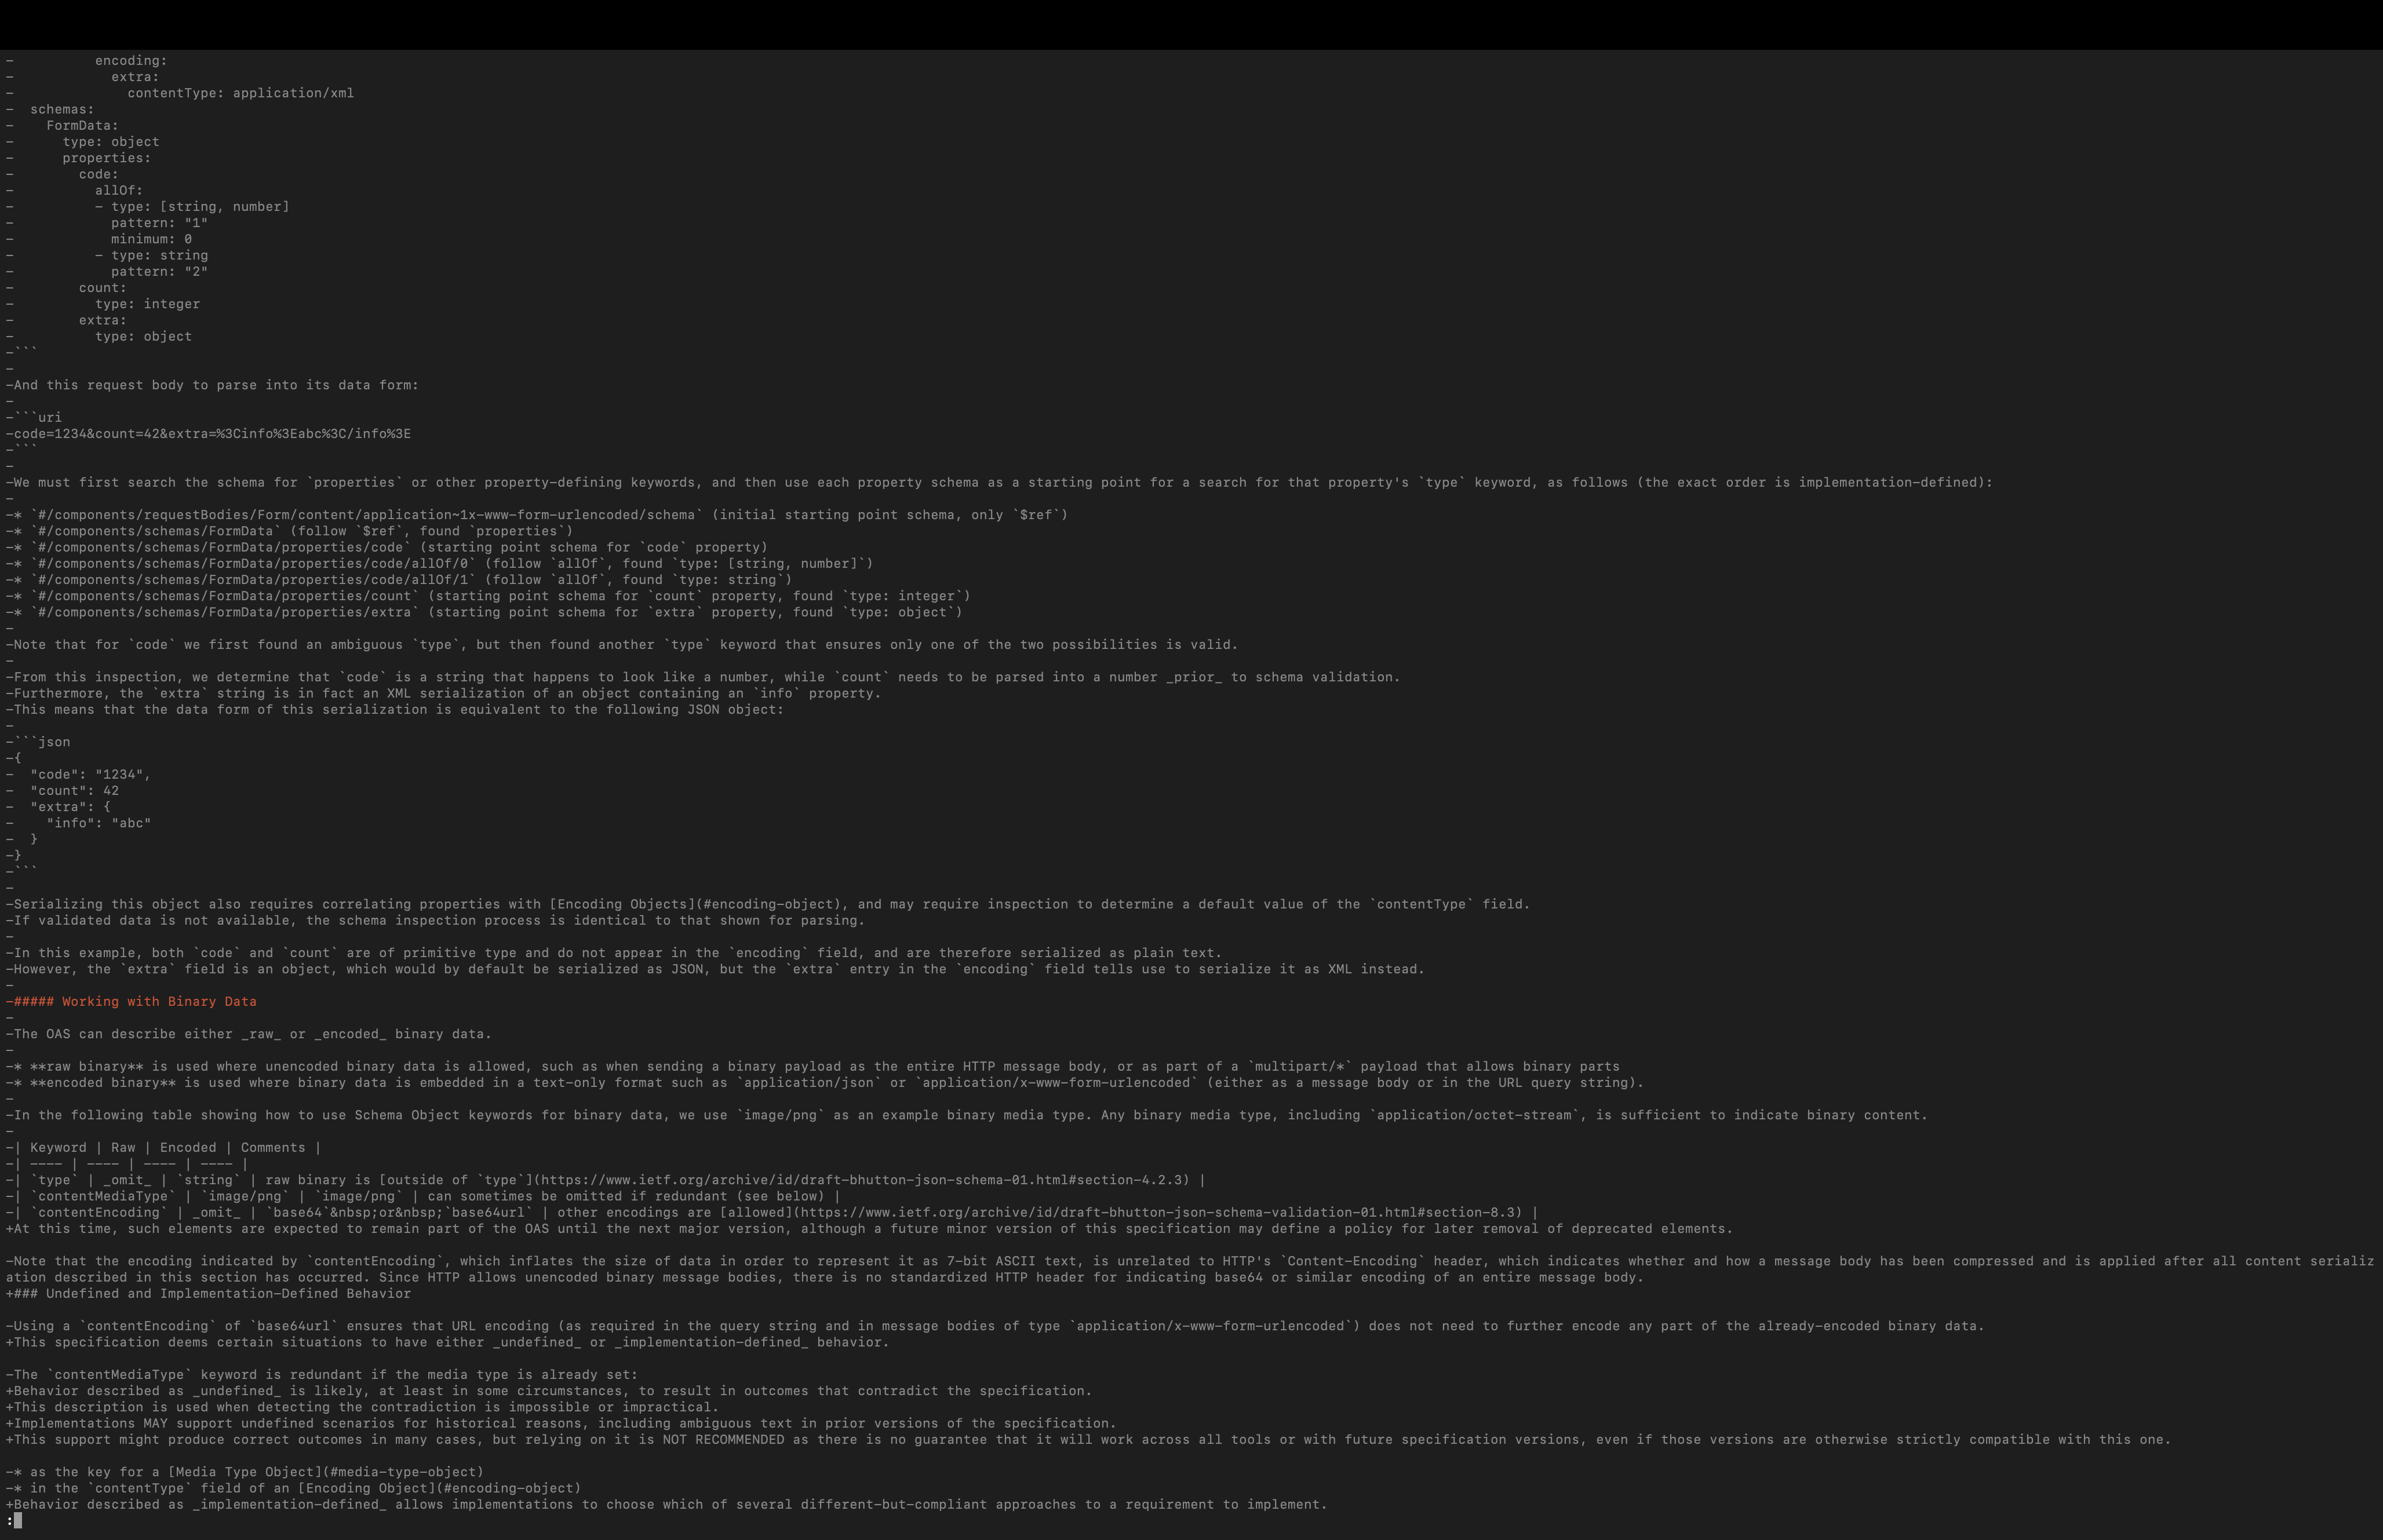 -          encoding:
-            extra:
-              contentType: application/xml
-  schemas:
-    FormData:
-      type: object
-      properties:
-        code:
-          allOf:
-          - type: [string, number]
-            pattern: "1"
-            minimum: 0
-          - type: string
-            pattern: "2"
-        count:
-          type: integer
-        extra:
-          type: object
-```
-
-And this request body to parse into its data form:
-
-```uri
-code=1234&count=42&extra=%3Cinfo%3Eabc%3C/info%3E
-```
-
-We must first search the schema for `properties` or other property-defining keywords, and then use each property schema as a starting point for a search for that property's `type` keyword, as follows (the exact order is implementation-defined):
-
-* `#/components/requestBodies/Form/content/application~1x-www-form-urlencoded/schema` (initial starting point schema, only `$ref`)
-* `#/components/schemas/FormData` (follow `$ref`, found `properties`)
-* `#/components/schemas/FormData/properties/code` (starting point schema for `code` property)
-* `#/components/schemas/FormData/properties/code/allOf/0` (follow `allOf`, found `type: [string, number]`)
-* `#/components/schemas/FormData/properties/code/allOf/1` (follow `allOf`, found `type: string`)
-* `#/components/schemas/FormData/properties/count` (starting point schema for `count` property, found `type: integer`)
-* `#/components/schemas/FormData/properties/extra` (starting point schema for `extra` property, found `type: object`)
-
-Note that for `code` we first found an ambiguous `type`, but then found another `type` keyword that ensures only one of the two possibilities is valid.
-
-From this inspection, we determine that `code` is a string that happens to look like a number, while `count` needs to be parsed into a number _prior_ to schema validation.
-Furthermore, the `extra` string is in fact an XML serialization of an object containing an `info` property.
-This means that the data form of this serialization is equivalent to the following JSON object:
-
-```json
-{
-  "code": "1234",
-  "count": 42
-  "extra": {
-    "info": "abc"
-  }
-}
-```
-
-Serializing this object also requires correlating properties with [Encoding Objects](#encoding-object), and may require inspection to determine a default value of the `contentType` field.
-If validated data is not available, the schema inspection process is identical to that shown for parsing.
-
-In this example, both `code` and `count` are of primitive type and do not appear in the `encoding` field, and are therefore serialized as plain text.
-However, the `extra` field is an object, which would by default be serialized as JSON, but the `extra` entry in the `encoding` field tells use to serialize it as XML instead.
-
-##### Working with Binary Data
-
-The OAS can describe either _raw_ or _encoded_ binary data.
-
-* **raw binary** is used where unencoded binary data is allowed, such as when sending a binary payload as the entire HTTP message body, or as part of a `multipart/*` payload that allows binary parts
-* **encoded binary** is used where binary data is embedded in a text-only format such as `application/json` or `application/x-www-form-urlencoded` (either as a message body or in the URL query string).
-
-In the following table showing how to use Schema Object keywords for binary data, we use `image/png` as an example binary media type. Any binary media type, including `application/octet-stream`, is sufficient to indicate binary content.
-
-| Keyword | Raw | Encoded | Comments |
-| ---- | ---- | ---- | ---- |
-| `type` | _omit_ | `string` | raw binary is [outside of `type`](https://www.ietf.org/archive/id/draft-bhutton-json-schema-01.html#section-4.2.3) |
-| `contentMediaType` | `image/png` | `image/png` | can sometimes be omitted if redundant (see below) |
-| `contentEncoding` | _omit_ | `base64`&nbsp;or&nbsp;`base64url` | other encodings are [allowed](https://www.ietf.org/archive/id/draft-bhutton-json-schema-validation-01.html#section-8.3) |
+At this time, such elements are expected to remain part of the OAS until the next major version, although a future minor version of this specification may define a policy for later removal of deprecated elements.

-Note that the encoding indicated by `contentEncoding`, which inflates the size of data in order to represent it as 7-bit ASCII text, is unrelated to HTTP's `Content-Encoding` header, which indicates whether and how a message body has been compressed and is applied after all content serializ
ation described in this section has occurred. Since HTTP allows unencoded binary message bodies, there is no standardized HTTP header for indicating base64 or similar encoding of an entire message body.
+### Undefined and Implementation-Defined Behavior

-Using a `contentEncoding` of `base64url` ensures that URL encoding (as required in the query string and in message bodies of type `application/x-www-form-urlencoded`) does not need to further encode any part of the already-encoded binary data.
+This specification deems certain situations to have either _undefined_ or _implementation-defined_ behavior.

-The `contentMediaType` keyword is redundant if the media type is already set:
+Behavior described as _undefined_ is likely, at least in some circumstances, to result in outcomes that contradict the specification.
+This description is used when detecting the contradiction is impossible or impractical.
+Implementations MAY support undefined scenarios for historical reasons, including ambiguous text in prior versions of the specification.
+This support might produce correct outcomes in many cases, but relying on it is NOT RECOMMENDED as there is no guarantee that it will work across all tools or with future specification versions, even if those versions are otherwise strictly compatible with this one.

-* as the key for a [Media Type Object](#media-type-object)
-* in the `contentType` field of an [Encoding Object](#encoding-object)
+Behavior described as _implementation-defined_ allows implementations to choose which of several different-but-compliant approaches to a requirement to implement.
: